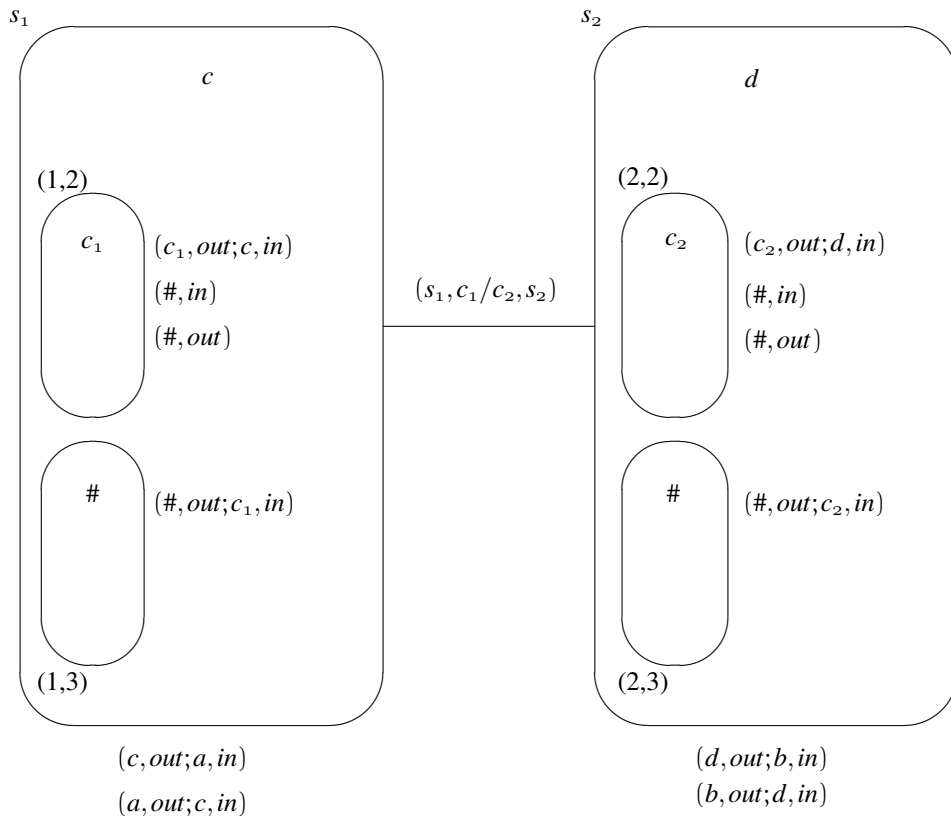 s₁
s₂
c
d
(1,2)
(2,2)
c₁
(c₁,out;c,in)
(#,in)
(#,out)
(s₁,c₁/c₂,s₂)
c₂
(c₂,out;d,in)
(#,in)
(#,out)
#
(#,out;c₁,in)
#
(#,out;c₂,in)
(1,3)
(2,3)
(c,out;a,in)
(a,out;c,in)
(d,out;b,in)
(b,out;d,in)